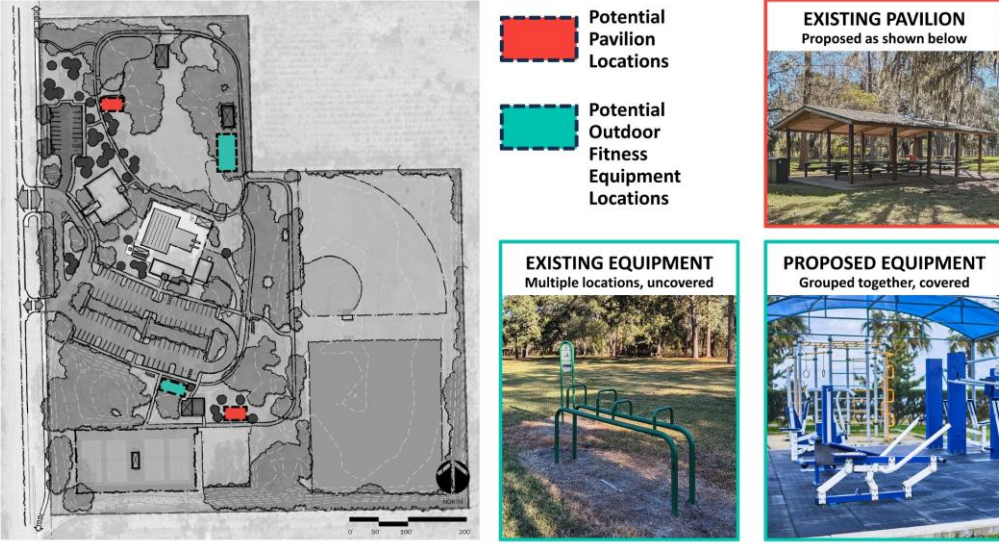 Potential
Pavilion
Locations
Potential
Outdoor
Fitness
Equipment
Locations
EXISTING PAVILION
Proposed as shown below
EXISTING EQUIPMENT
Multiple locations, uncovered
PROPOSED EQUIPMENT
Grouped together, covered
NORTH
0 50 100 200